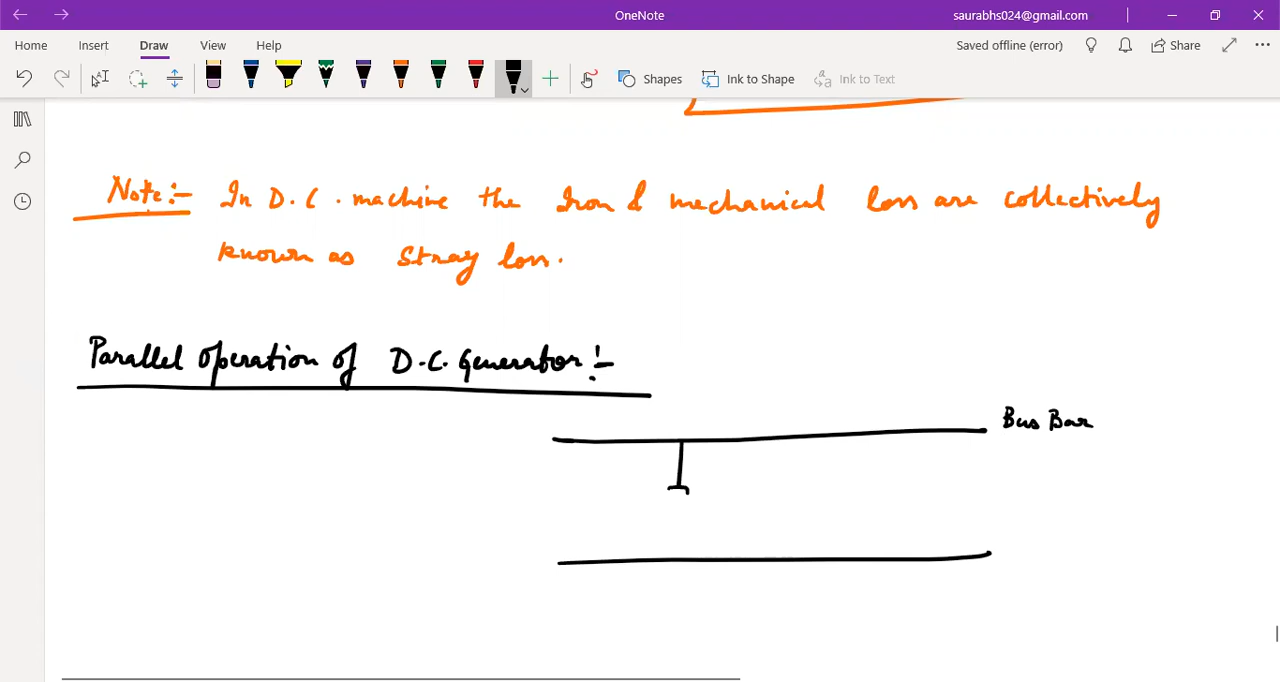 OneNote
saurabhs024@gmail.com
Home Insert Draw View Help
Saved offline (error) Share
Shapes Ink to Shape Ink to Text
Note:- In D.C. machine the Iron & mechanical loss are collectively
known as Stray loss.
Parallel operation of D.C. Generator:-
Bus Bar